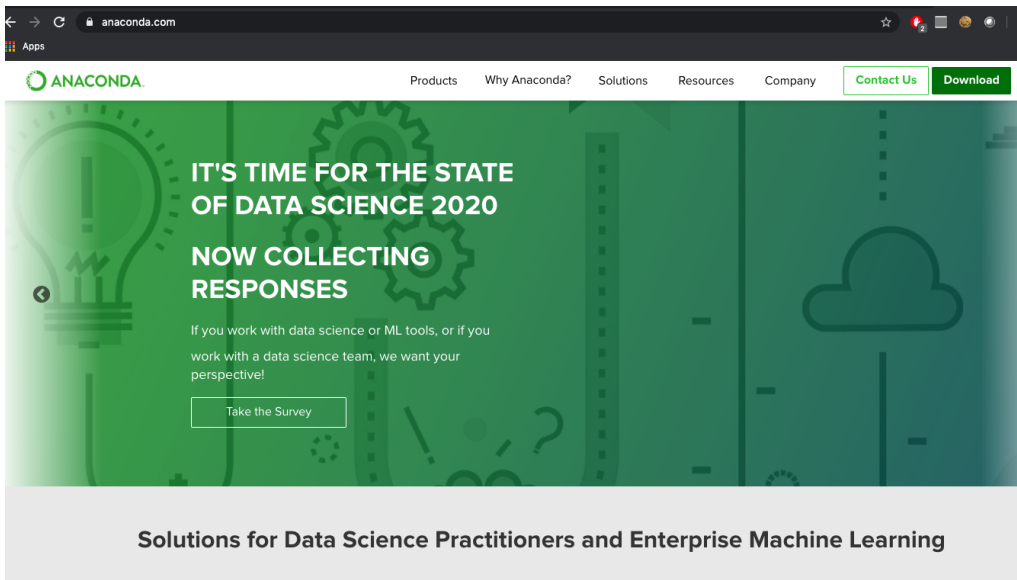 anaconda.com
2
Apps
ANACONDA.
Products Why Anaconda? Solutions Resources Company Contact Us Download
IT'S TIME FOR THE STATE
OF DATA SCIENCE 2020
NOW COLLECTING
RESPONSES
If you work with data science or ML tools, or if you
work with a data science team, we want your
perspective!
Take the Survey
Solutions for Data Science Practitioners and Enterprise Machine Learning